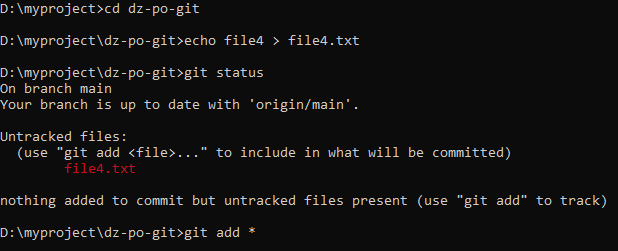 D:\myproject>cd dz-po-git
D:\myproject\dz-po-git>echo file4 > file4.txt
D:\myproject\dz-po-git>git status
On branch main
Your branch is up to date with 'origin/main'.
Untracked files:
  (use "git add <file>..." to include in what will be committed)
        file4.txt
nothing added to commit but untracked files present (use "git add" to track)
D:\myproject\dz-po-git>git add *